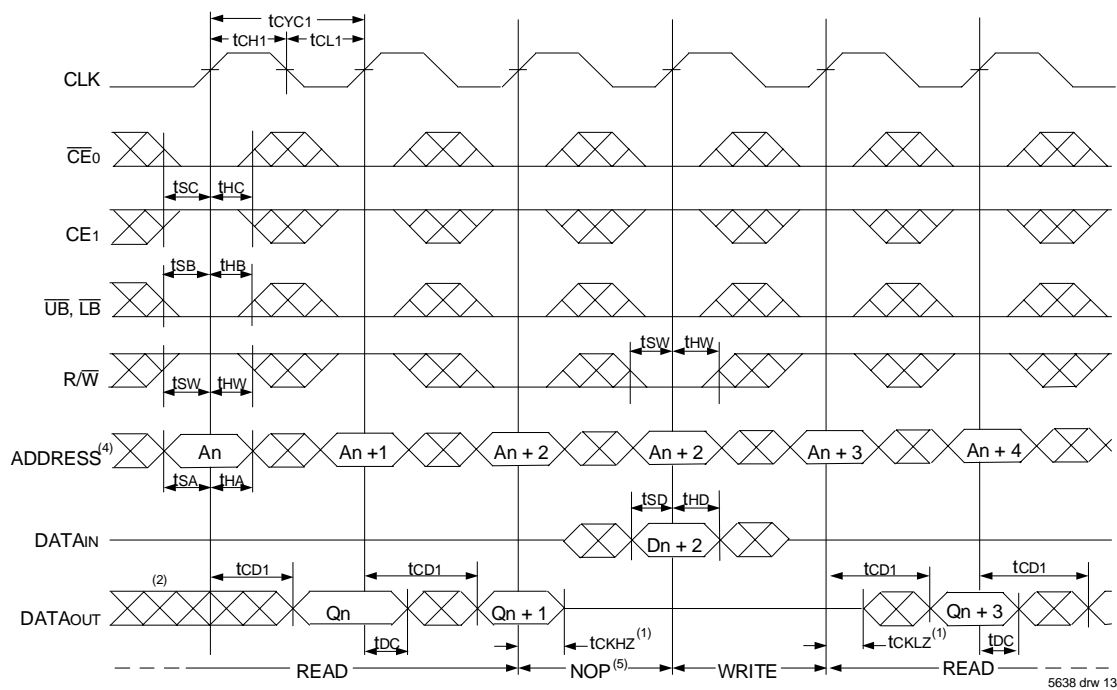 tCYC1
tCH1 tCL1
CLK
CE0
tSC tHC
CE1
tSB tHB
UB, LB
tSW tHW
R/W
tSW tHW
ADDRESS(4) An An +1 An + 2 An + 2 An + 3 An + 4
tSA tHA
tSD tHD
DATAIN Dn + 2
(2) tCD1 tCD1 tCD1 tCD1
DATAOUT Qn Qn + 1 Qn + 3
tDC tCKHZ(1) tCKLZ(1) tDC
READ NOP(5) WRITE READ
5638 drw 13